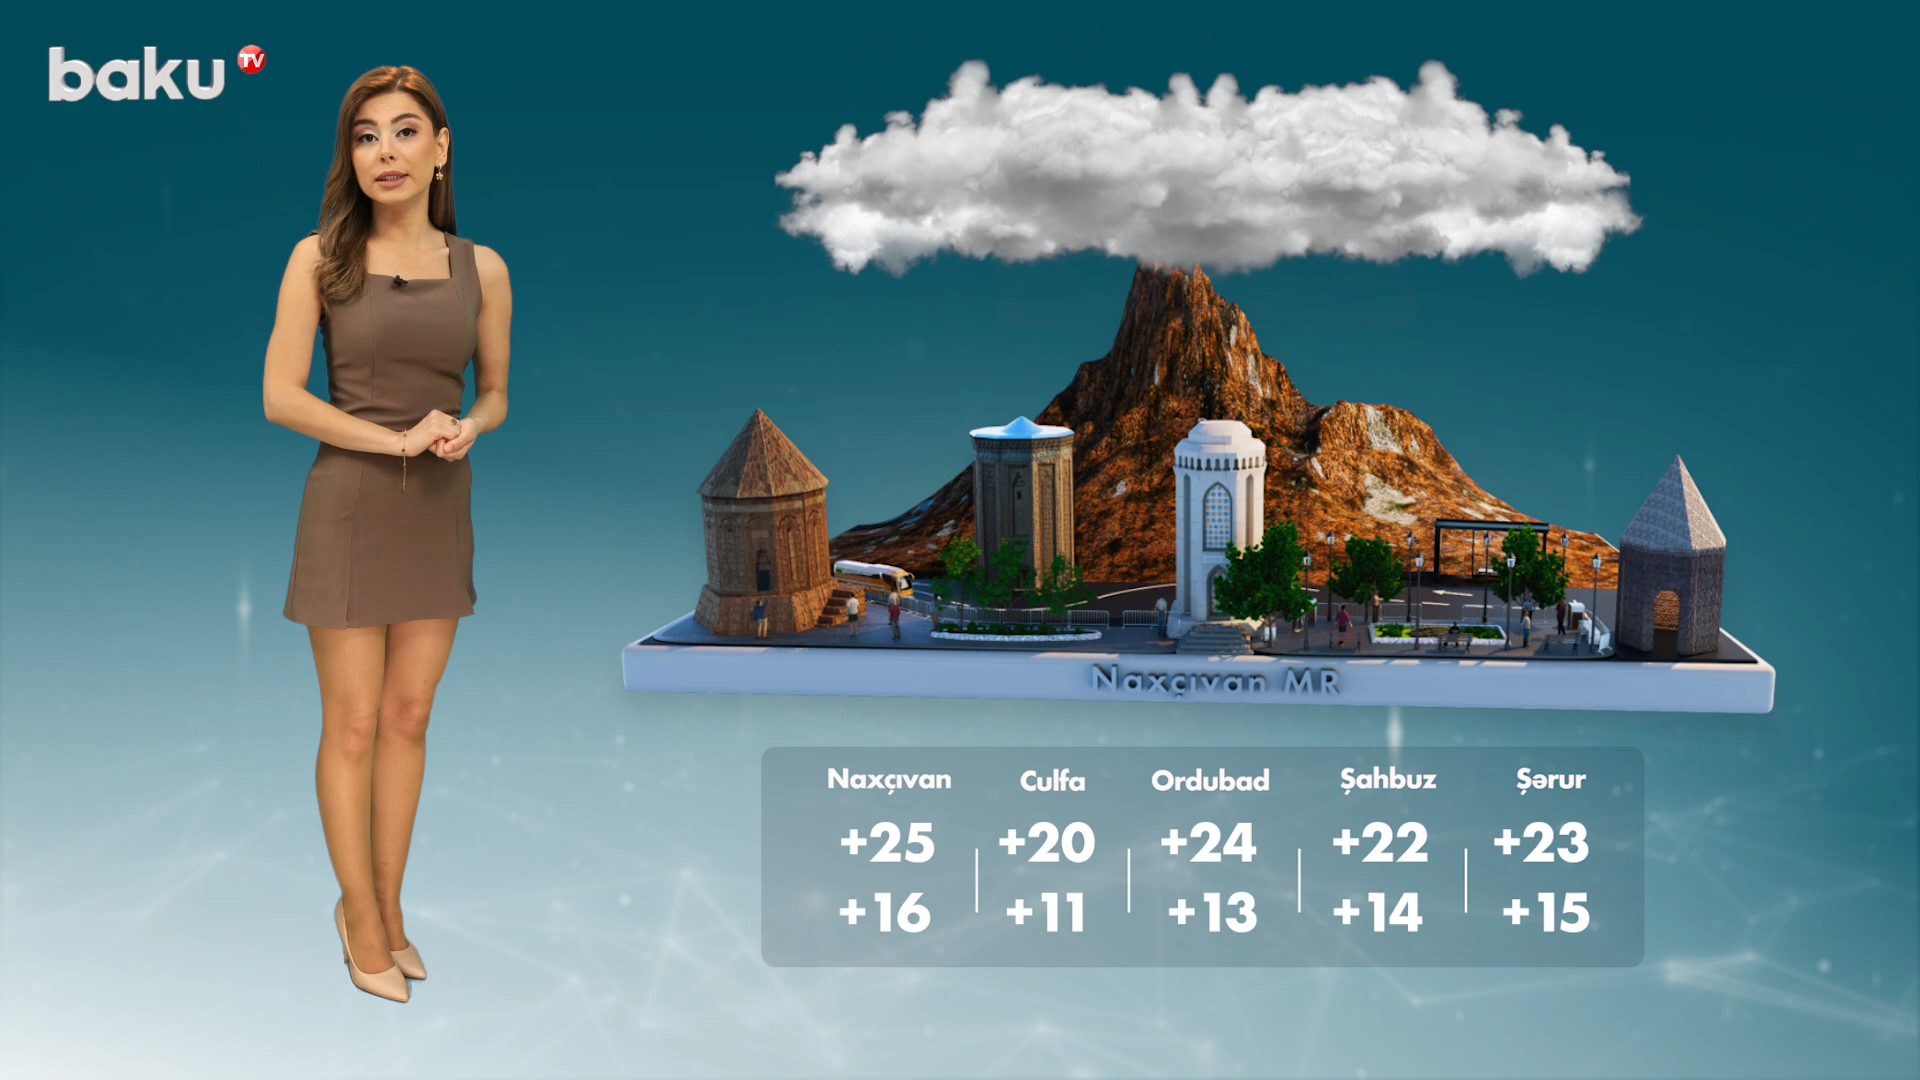 baku TV
Naxçıvan MR
Naxçıvan Culfa Ordubad Şahbuz Şərur
+25 +20 +24 +22 +23
+16 +11 +13 +14 +15